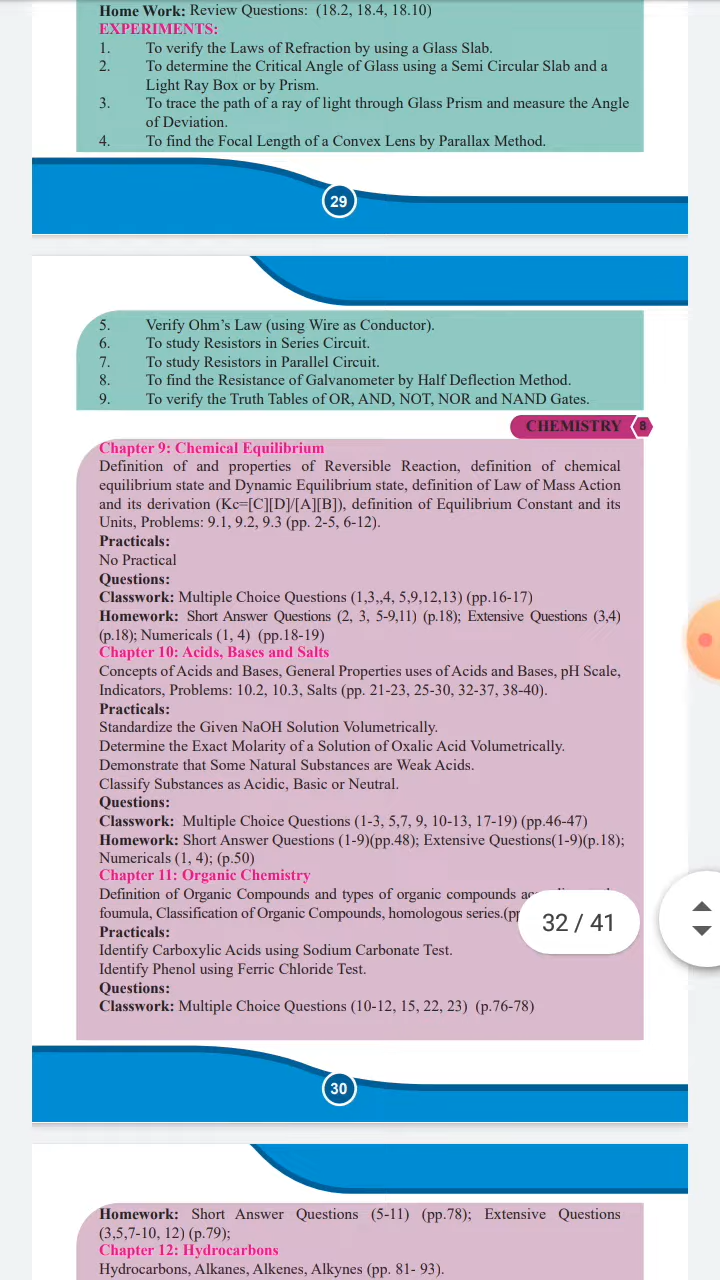 Home Work: Review Questions: (18.2, 18.4, 18.10)
EXPERIMENTS:
1. To verify the Laws of Refraction by using a Glass Slab.
2. To determine the Critical Angle of Glass using a Semi Circular Slab and a
Light Ray Box or by Prism.
3. To trace the path of a ray of light through Glass Prism and measure the Angle
of Deviation.
4. To find the Focal Length of a Convex Lens by Parallax Method.
29
5. Verify Ohm's Law (using Wire as Conductor).
6. To study Resistors in Series Circuit.
7. To study Resistors in Parallel Circuit.
8. To find the Resistance of Galvanometer by Half Deflection Method.
9. To verify the Truth Tables of OR, AND, NOT, NOR and NAND Gates.
CHEMISTRY 8
Chapter 9: Chemical Equilibrium
Definition of and properties of Reversible Reaction, definition of chemical
equilibrium state and Dynamic Equilibrium state, definition of Law of Mass Action
and its derivation (Kc=[C][D]/[A][B]), definition of Equilibrium Constant and its
Units, Problems: 9.1, 9.2, 9.3 (pp. 2-5, 6-12).
Practicals:
No Practical
Questions:
Classwork: Multiple Choice Questions (1,3,,4, 5,9,12,13) (pp.16-17)
Homework: Short Answer Questions (2, 3, 5-9,11) (p.18); Extensive Questions (3,4)
(p.18); Numericals (1, 4) (pp.18-19)
Chapter 10: Acids, Bases and Salts
Concepts of Acids and Bases, General Properties uses of Acids and Bases, pH Scale,
Indicators, Problems: 10.2, 10.3, Salts (pp. 21-23, 25-30, 32-37, 38-40).
Practicals:
Standardize the Given NaOH Solution Volumetrically.
Determine the Exact Molarity of a Solution of Oxalic Acid Volumetrically.
Demonstrate that Some Natural Substances are Weak Acids.
Classify Substances as Acidic, Basic or Neutral.
Questions:
Classwork: Multiple Choice Questions (1-3, 5,7, 9, 10-13, 17-19) (pp.46-47)
Homework: Short Answer Questions (1-9)(pp.48); Extensive Questions(1-9)(p.18);
Numericals (1, 4); (p.50)
Chapter 11: Organic Chemistry
Definition of Organic Compounds and types of organic compounds
foumula, Classification of Organic Compounds, homologous series.
32 / 41
Practicals:
Identify Carboxylic Acids using Sodium Carbonate Test.
Identify Phenol using Ferric Chloride Test.
Questions:
Classwork: Multiple Choice Questions (10-12, 15, 22, 23) (p.76-78)
30
Homework: Short Answer Questions (5-11) (pp.78); Extensive Questions
(3,5,7-10, 12) (p.79);
Chapter 12: Hydrocarbons
Hydrocarbons, Alkanes, Alkenes, Alkynes (pp. 81- 93).